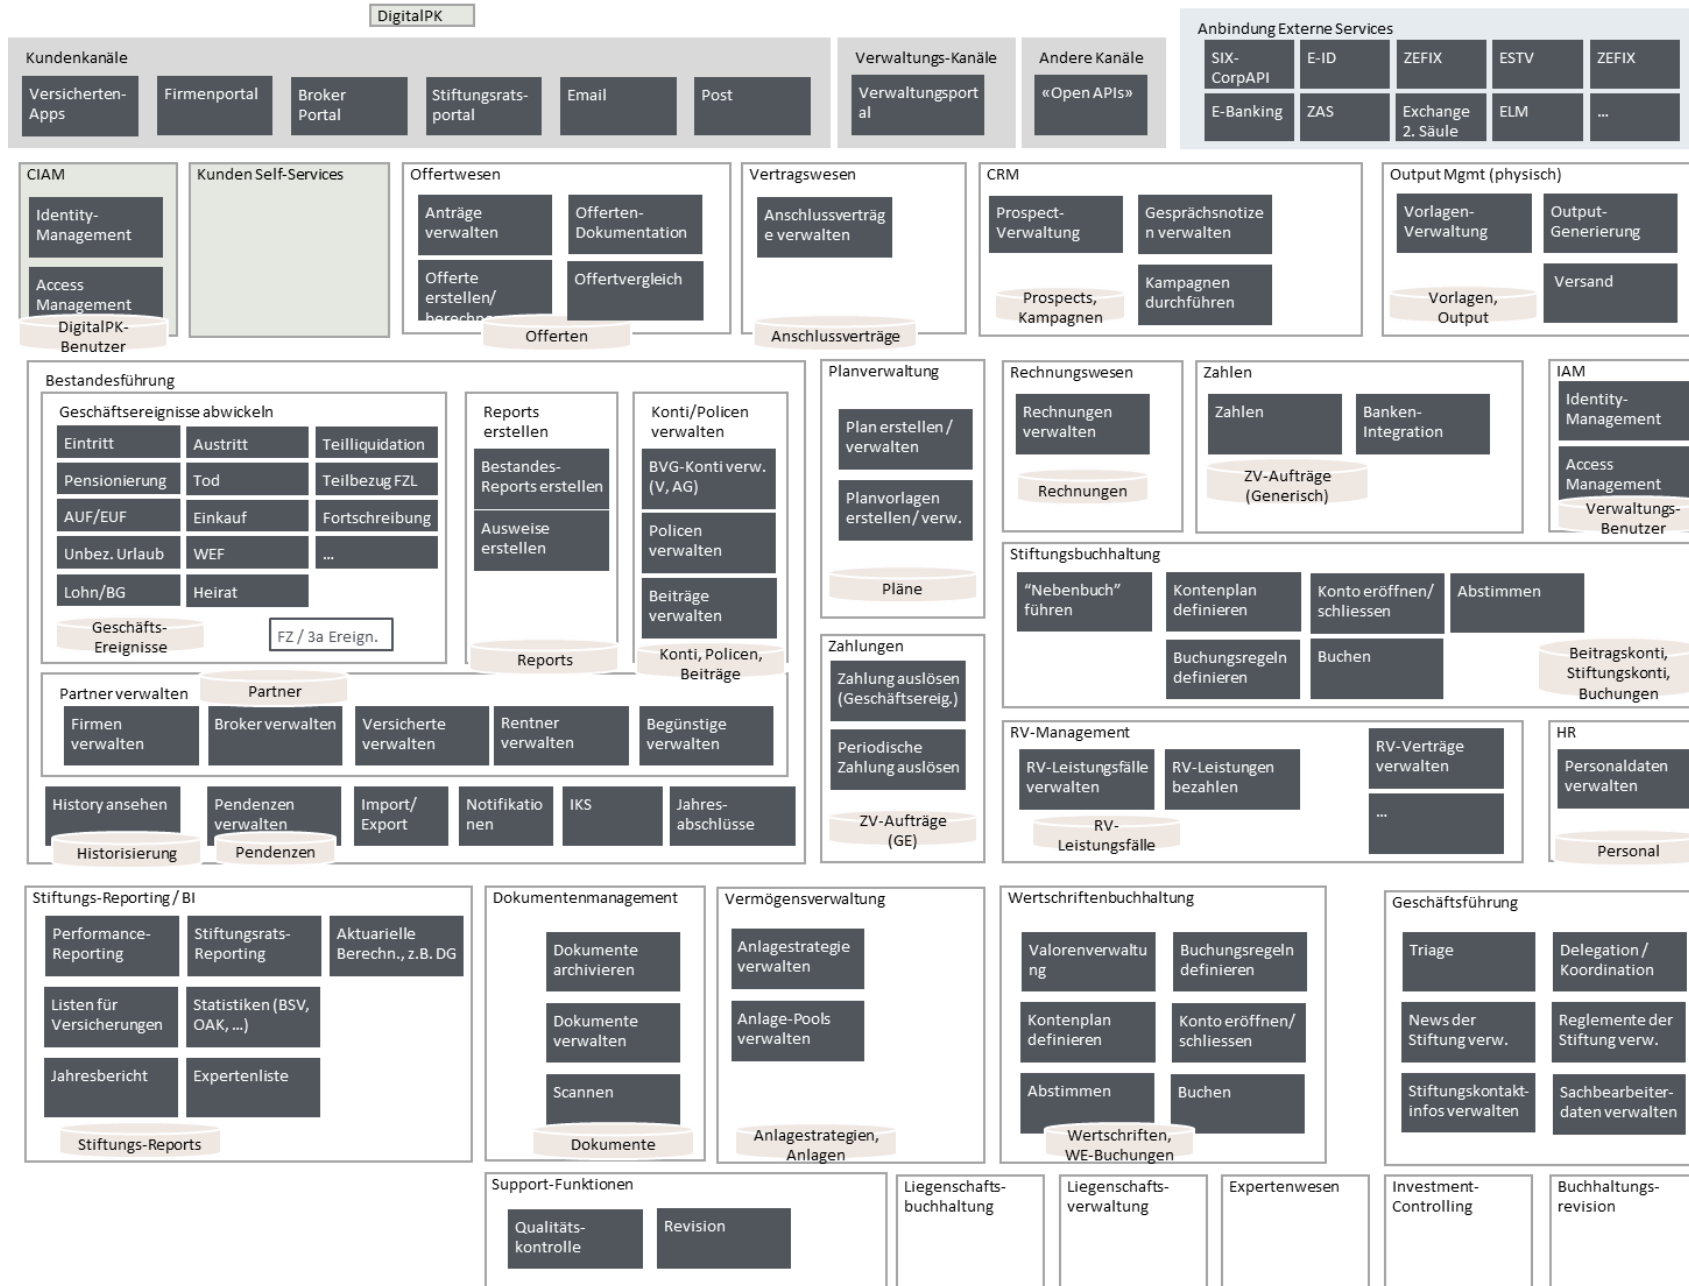 DigitalPK
Kundenkanäle
Versicherten-
Apps
Firmenportal
Broker
Portal
Stiftungsrats-
portal
Email
Post
Verwaltungs-Kanäle
Verwaltungsport
al
Andere Kanäle
«Open APIs»
Anbindung Externe Services
SIX-
CorpAPI
E-ID
ZEFIX
ESTV
ZEFIX
E-Banking
ZAS
Exchange
2. Säule
ELM
...
CIAM
Identity-
Management
Access
Management
DigitalPK-
Benutzer
Kunden Self-Services
Offertwesen
Anträge
verwalten
Offerten-
Dokumentation
Offerte
erstellen/
berechnen
Offertvergleich
Offerten
Vertragswesen
Anschlussverträg
e verwalten
Anschlussverträge
CRM
Prospect-
Verwaltung
Gesprächsnotize
n verwalten
Kampagnen
durchführen
Prospects,
Kampagnen
Output Mgmt (physisch)
Vorlagen-
Verwaltung
Output-
Generierung
Versand
Vorlagen,
Output
Bestandesführung
Geschäftsereignisse abwickeln
Eintritt
Austritt
Teilliquidation
Pensionierung
Tod
Teilbezug FZL
AUF/EUF
Einkauf
Fortschreibung
Unbez. Urlaub
WEF
...
Lohn/BG
Heirat
Geschäfts-
Ereignisse
FZ / 3a Ereign.
Reports
erstellen
Bestandes-
Reports erstellen
Ausweise
erstellen
Reports
Konti/Policen
verwalten
BVG-Konti verw.
(V, AG)
Policen
verwalten
Beiträge
verwalten
Konti, Policen,
Beiträge
Partner verwalten
Partner
Firmen
verwalten
Broker verwalten
Versicherte
verwalten
Rentner
verwalten
Begünstige
verwalten
History ansehen
Historisierung
Pendenzen
verwalten
Pendenzen
Import/
Export
Notifikatio
nen
IKS
Jahres-
abschlüsse
Planverwaltung
Plan erstellen /
verwalten
Planvorlagen
erstellen/ verw.
Pläne
Zahlungen
Zahlung auslösen
(Geschäftsereig.)
Periodische
Zahlung auslösen
ZV-Aufträge
(GE)
Rechnungswesen
Rechnungen
verwalten
Rechnungen
Zahlen
Zahlen
Banken-
Integration
ZV-Aufträge
(Generisch)
IAM
Identity-
Management
Access
Management
Verwaltungs-
Benutzer
Stiftungsbuchhaltung
"Nebenbuch"
führen
Kontenplan
definieren
Konto eröffnen/
schliessen
Abstimmen
Buchungsregeln
definieren
Buchen
Beitragskonti,
Stiftungskonti,
Buchungen
RV-Management
RV-Leistungsfälle
verwalten
RV-Leistungen
bezahlen
RV-Verträge
verwalten
...
RV-
Leistungsfälle
HR
Personaldaten
verwalten
Personal
Stiftungs-Reporting / BI
Performance-
Reporting
Stiftungsrats-
Reporting
Aktuarielle
Berechn., z.B. DG
Listen für
Versicherungen
Statistiken (BSV,
OAK, ...)
Jahresbericht
Expertenliste
Stiftungs-Reports
Dokumentenmanagement
Dokumente
archivieren
Dokumente
verwalten
Scannen
Dokumente
Vermögensverwaltung
Anlagestrategie
verwalten
Anlage-Pools
verwalten
Anlagestrategien,
Anlagen
Wertschriftenbuchhaltung
Valorenverwaltu
ng
Buchungsregeln
definieren
Kontenplan
definieren
Konto eröffnen/
schliessen
Abstimmen
Buchen
Wertschriften,
WE-Buchungen
Geschäftsführung
Triage
Delegation /
Koordination
News der
Stiftung verw.
Reglemente der
Stiftung verw.
Stiftungskontakt-
infos verwalten
Sachbearbeiter-
daten verwalten
Support-Funktionen
Qualitäts-
kontrolle
Revision
Liegenschafts-
buchhaltung
Liegenschafts-
verwaltung
Expertenwesen
Investment-
Controlling
Buchhaltungs-
revision